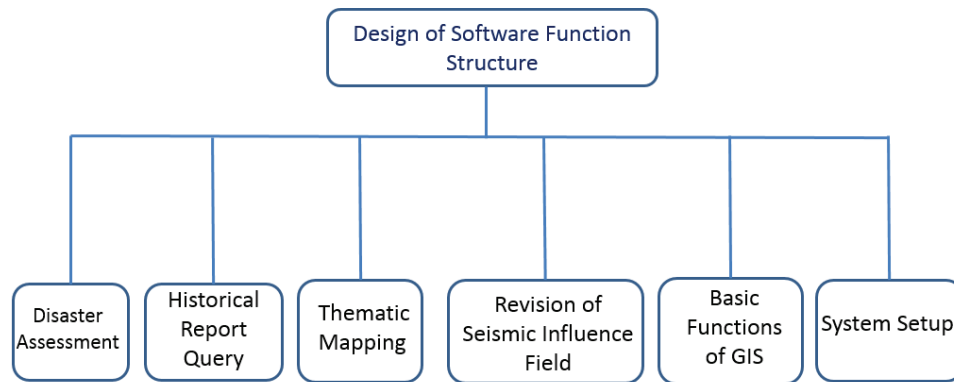 Design of Software Function
Structure
Disaster
Assessment
Historical
Report
Query
Thematic
Mapping
Revision of
Seismic Influence
Field
Basic
Functions
of GIS
System Setup